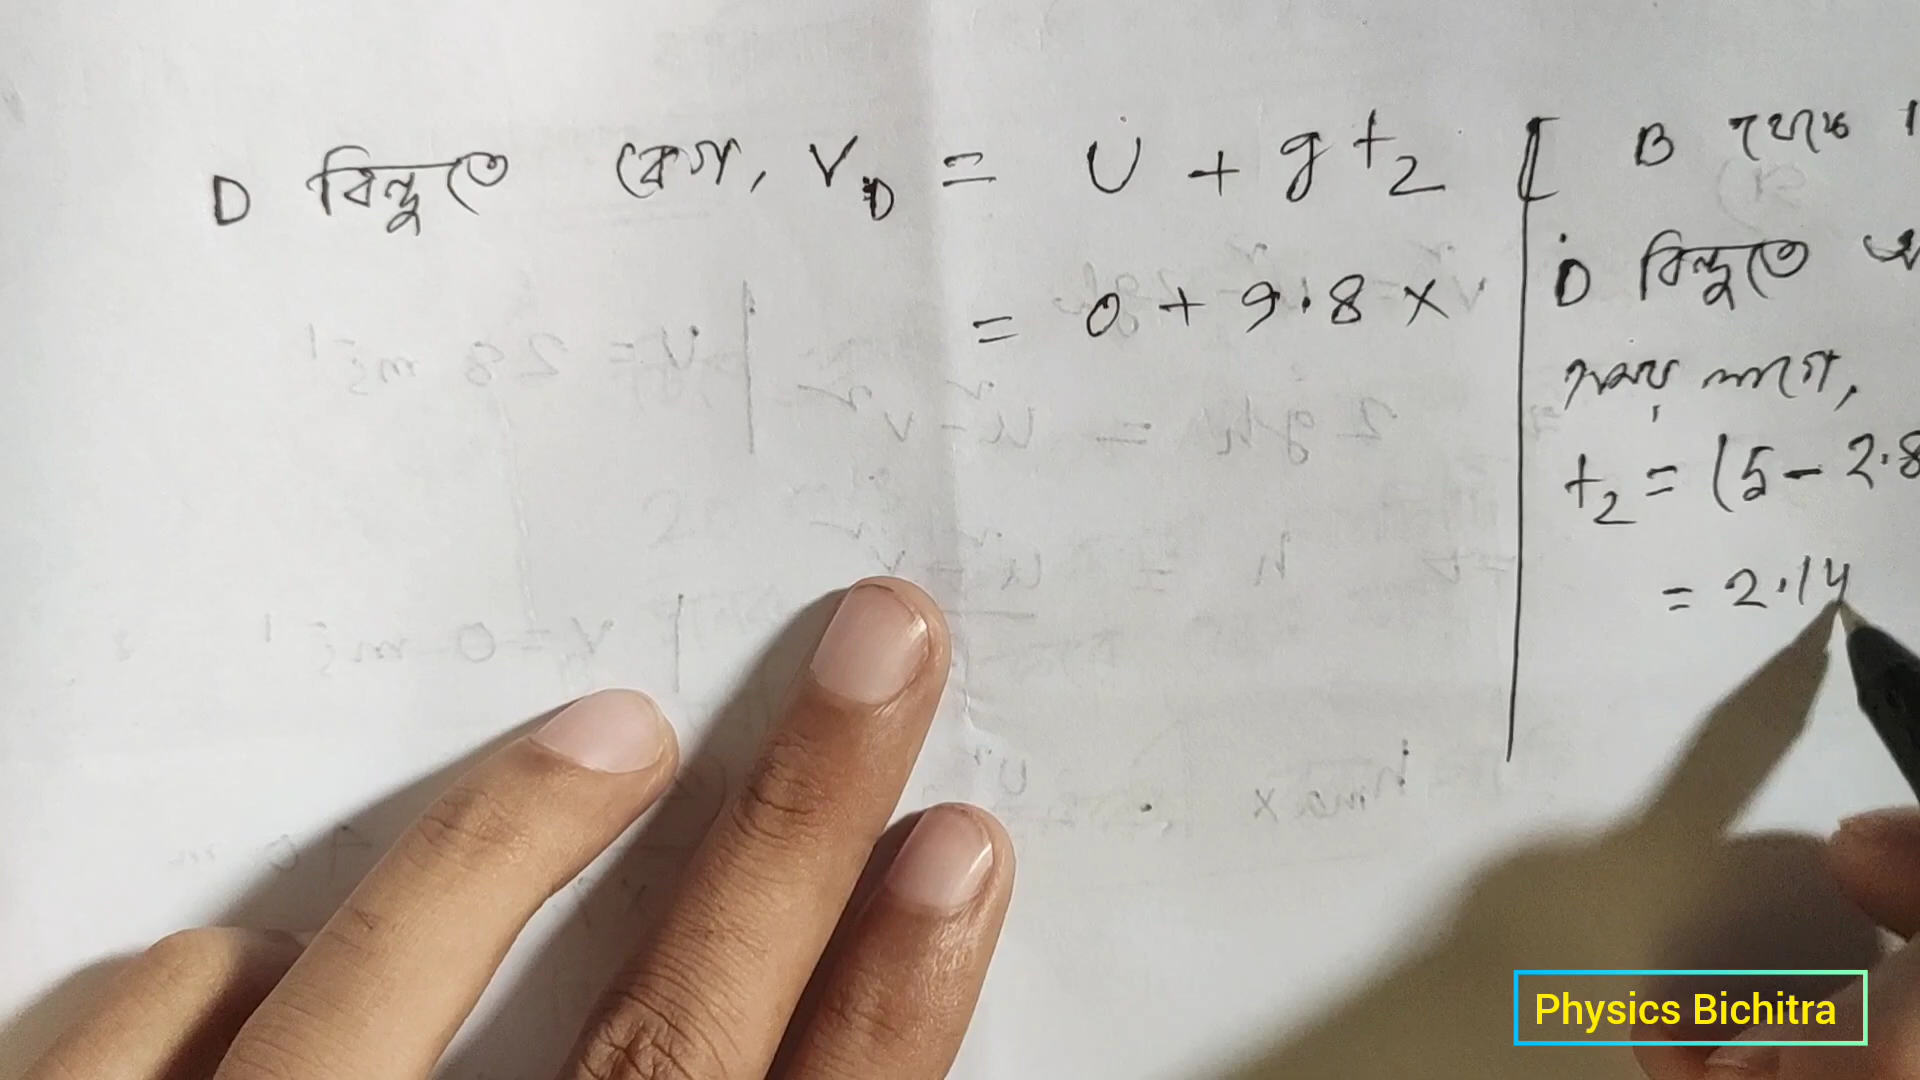 D বিন্দুতে বেগ, V_D = U + gt₂
= 0 + 9.8 ×
[ B থেকে
D বিন্দুতে
সময় লাগে,
t₂ = (5 - 2.8
= 2.14
Physics Bichitra